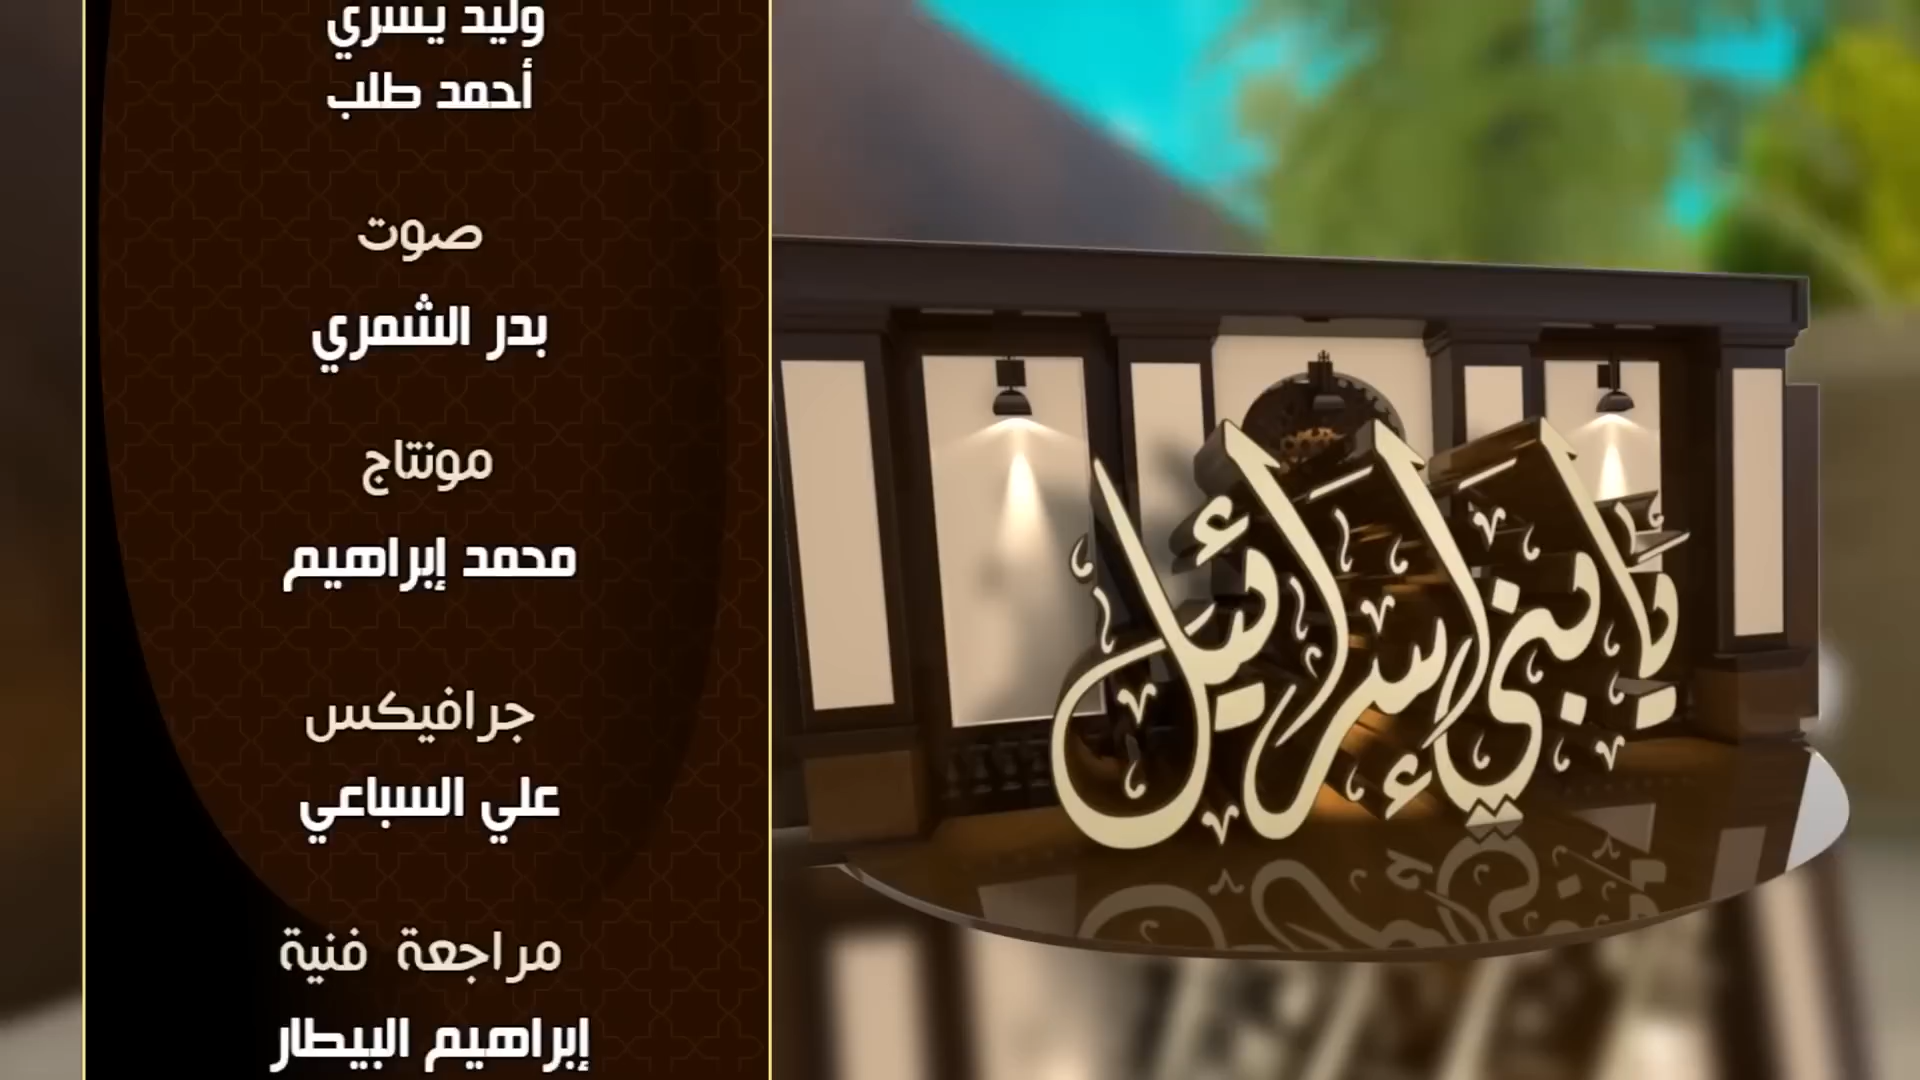 وليد يسري
أحمد طلب
صوت
بدر الشمري
مونتاج
محمد إبراهيم
جرافيكس
علي السباعي
مراجعة فنية
إبراهيم البيطار
يا بني إسرائيل